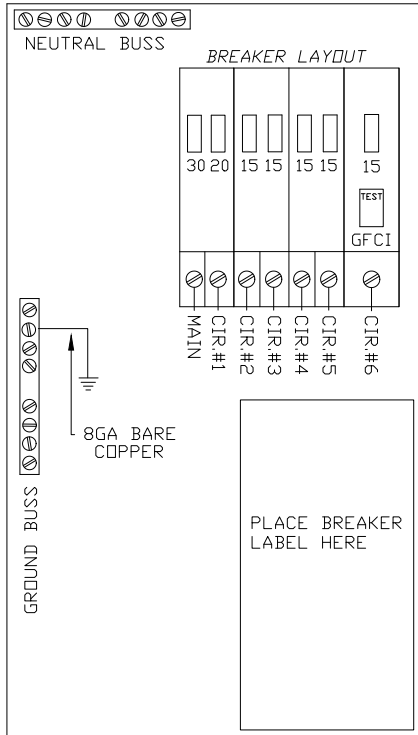 NEUTRAL BUSS
BREAKER LAYOUT
30 20 15 15 15 15 15
TEST
GFCI
MAIN
CIR.#1
CIR.#2
CIR.#3
CIR.#4
CIR.#5
CIR.#6
8GA BARE
COPPER
GROUND BUSS
PLACE BREAKER
LABEL HERE